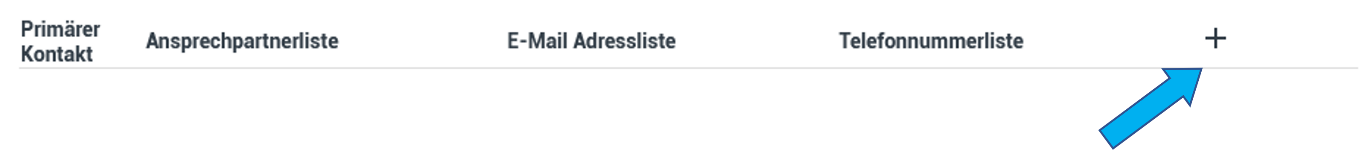 Primärer
Kontakt
Ansprechpartnerliste
E-Mail Adressliste
Telefonnummerliste
+